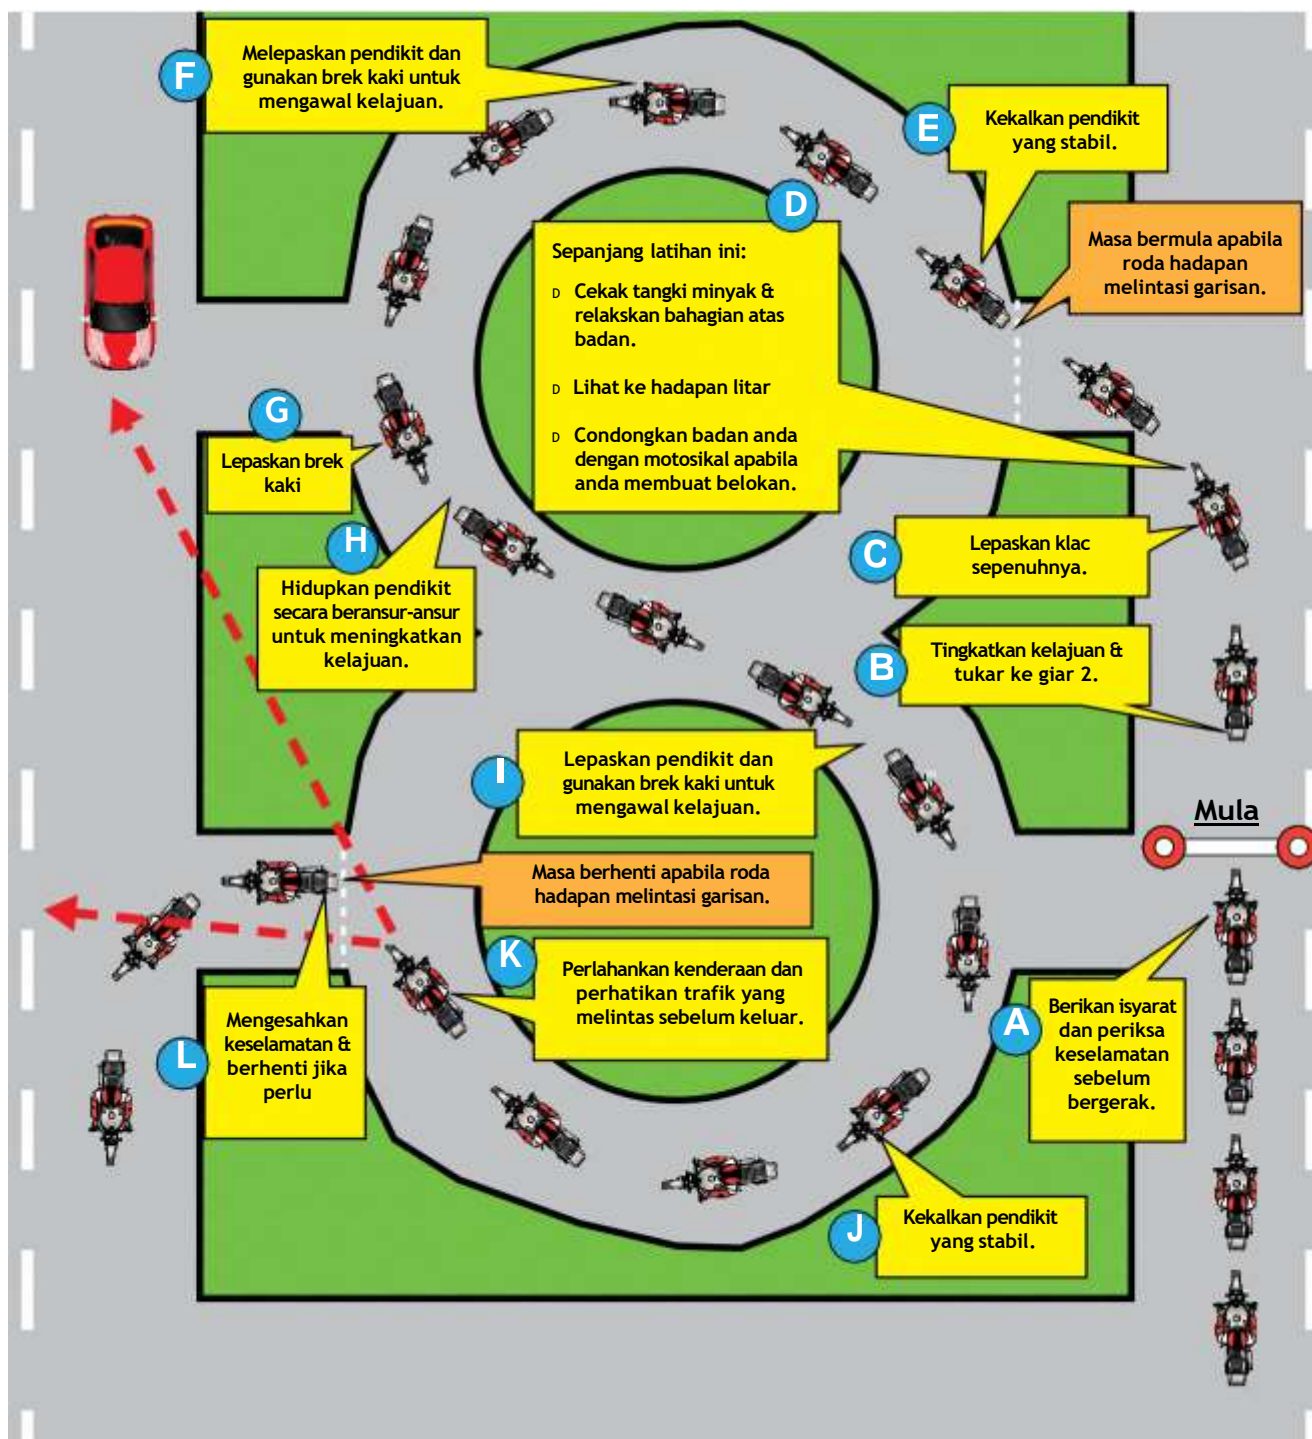 F
Melepaskan pendikit dan
gunakan brek kaki untuk
mengawal kelajuan.
E
Kekalkan pendikit
yang stabil.
D
Sepanjang latihan ini:
D Cekak tangki minyak &
relakskan bahagian atas
badan.
D Lihat ke hadapan litar
D Condongkan badan anda
dengan motosikal apabila
anda membuat belokan.
Masa bermula apabila
roda hadapan
melintasi garisan.
G
Lepaskan brek
kaki
H
Hidupkan pendikit
secara beransur-ansur
untuk meningkatkan
kelajuan.
C
Lepaskan klac
sepenuhnya.
B
Tingkatkan kelajuan &
tukar ke giar 2.
I
Lepaskan pendikit dan
gunakan brek kaki untuk
mengawal kelajuan.
Mula
Masa berhenti apabila roda
hadapan melintasi garisan.
K
Perlahankan kenderaan dan
perhatikan trafik yang
melintas sebelum keluar.
A
Berikan isyarat
dan periksa
keselamatan
sebelum
bergerak.
L
Mengesahkan
keselamatan &
berhenti jika
perlu
J
Kekalkan pendikit
yang stabil.